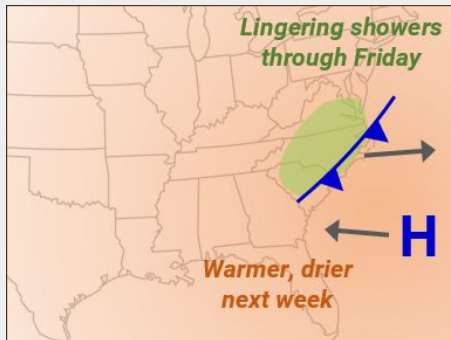 Lingering showers
through Friday
H
Warmer, drier
next week